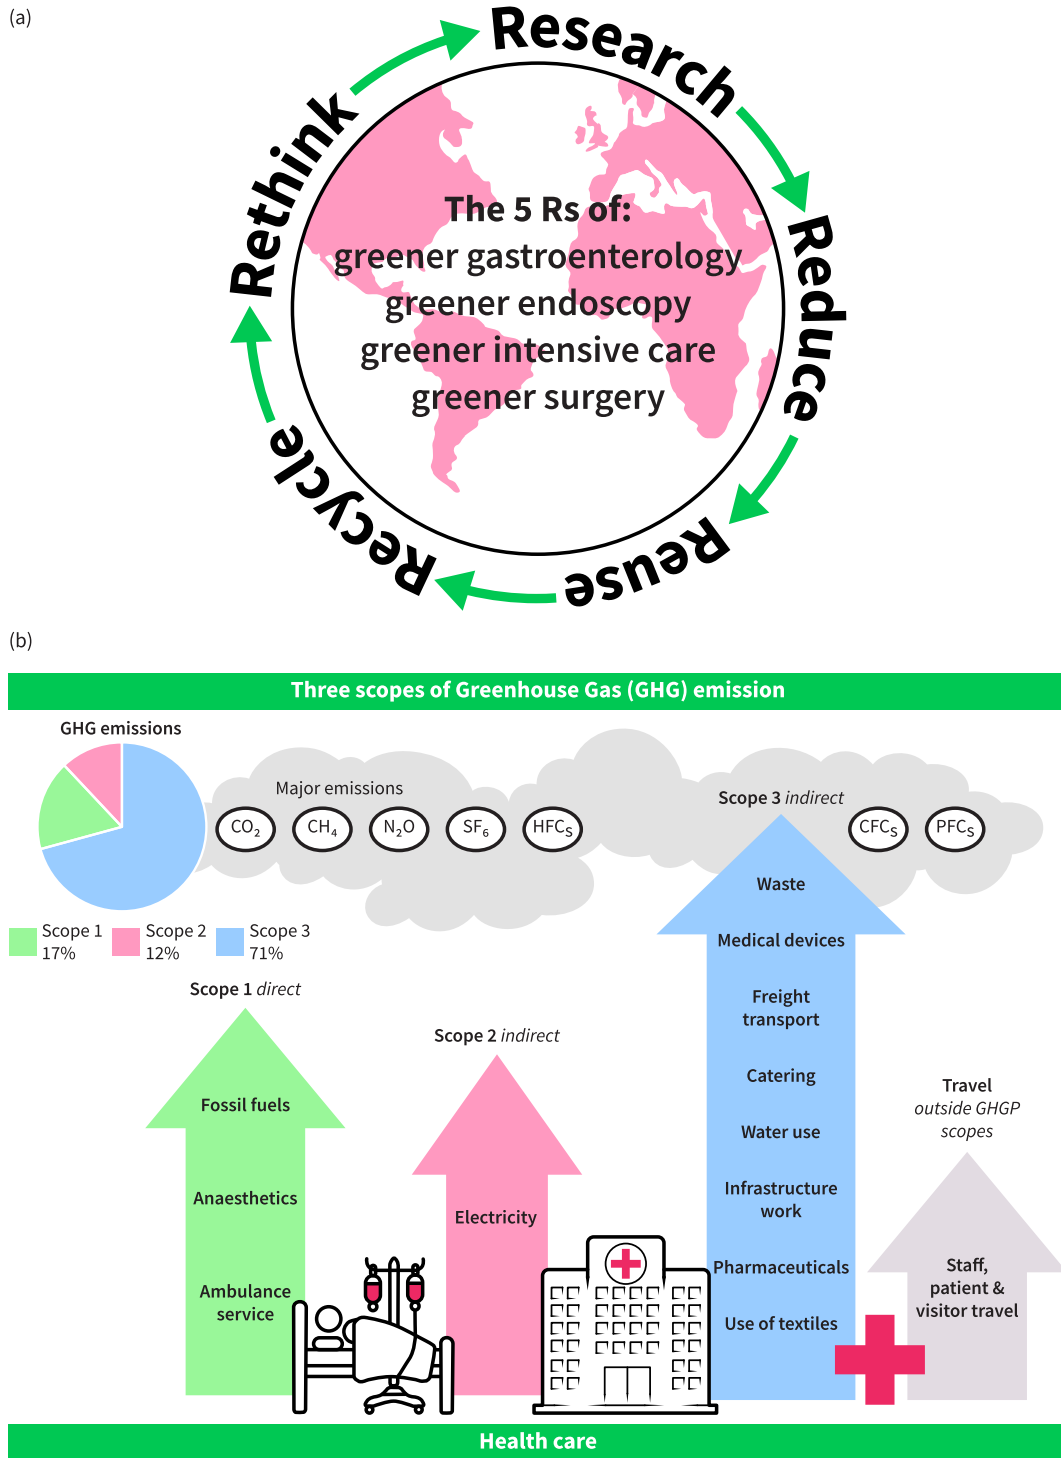 (a)
Research
Reduce
Reuse
Recycle
Rethink
The 5 Rs of:
greener gastroenterology
greener endoscopy
greener intensive care
greener surgery
(b)
Three scopes of Greenhouse Gas (GHG) emission
GHG emissions
Major emissions
CO₂
CH₄
N₂O
SF₆
HFCs
CFCs
PFCs
Scope 1
17%
Scope 2
12%
Scope 3
71%
Scope 1 direct
Fossil fuels
Anaesthetics
Ambulance
service
Scope 2 indirect
Electricity
Scope 3 indirect
Waste
Medical devices
Freight
transport
Catering
Water use
Infrastructure
work
Pharmaceuticals
Use of textiles
Travel
outside GHGP
scopes
Staff,
patient &
visitor travel
Health care